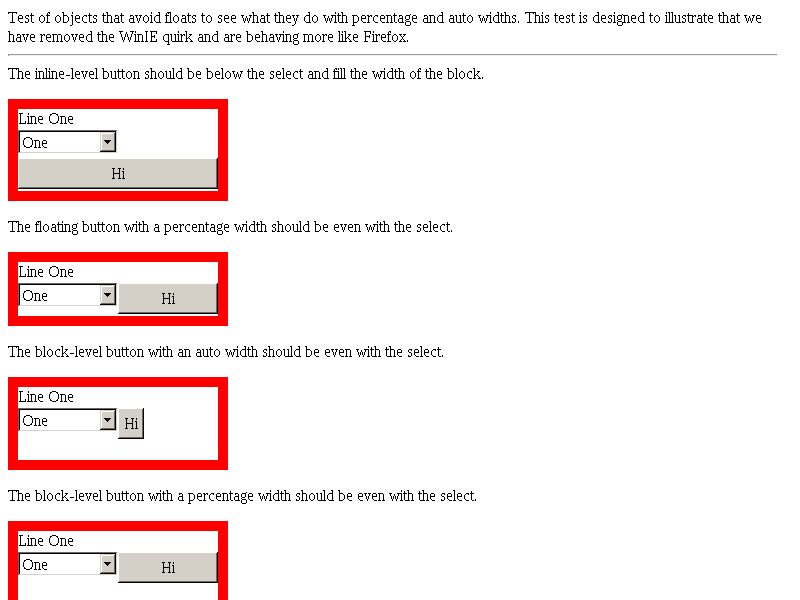 Test of objects that avoid floats to see what they do with percentage and auto widths. This test is designed to illustrate that we
have removed the WinIE quirk and are behaving more like Firefox.
The inline-level button should be below the select and fill the width of the block.
Line One
One
Hi
The floating button with a percentage width should be even with the select.
Line One
One Hi
The block-level button with an auto width should be even with the select.
Line One
One Hi
The block-level button with a percentage width should be even with the select.
Line One
One Hi